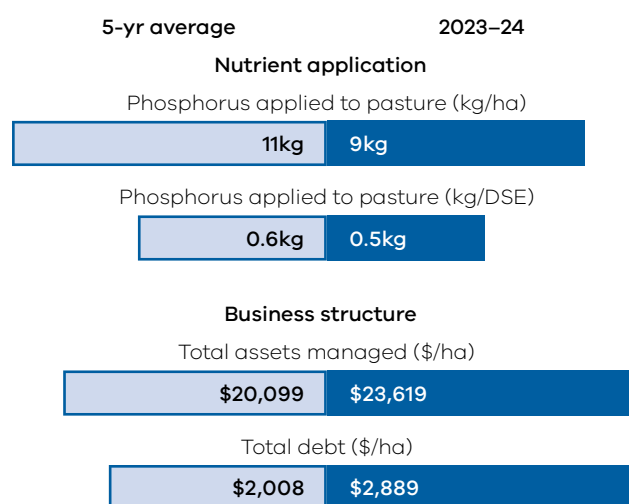 5-yr average 2023–24
Nutrient application
Phosphorus applied to pasture (kg/ha)
11kg 9kg
Phosphorus applied to pasture (kg/DSE)
0.6kg 0.5kg
Business structure
Total assets managed ($/ha)
$20,099 $23,619
Total debt ($/ha)
$2,008 $2,889